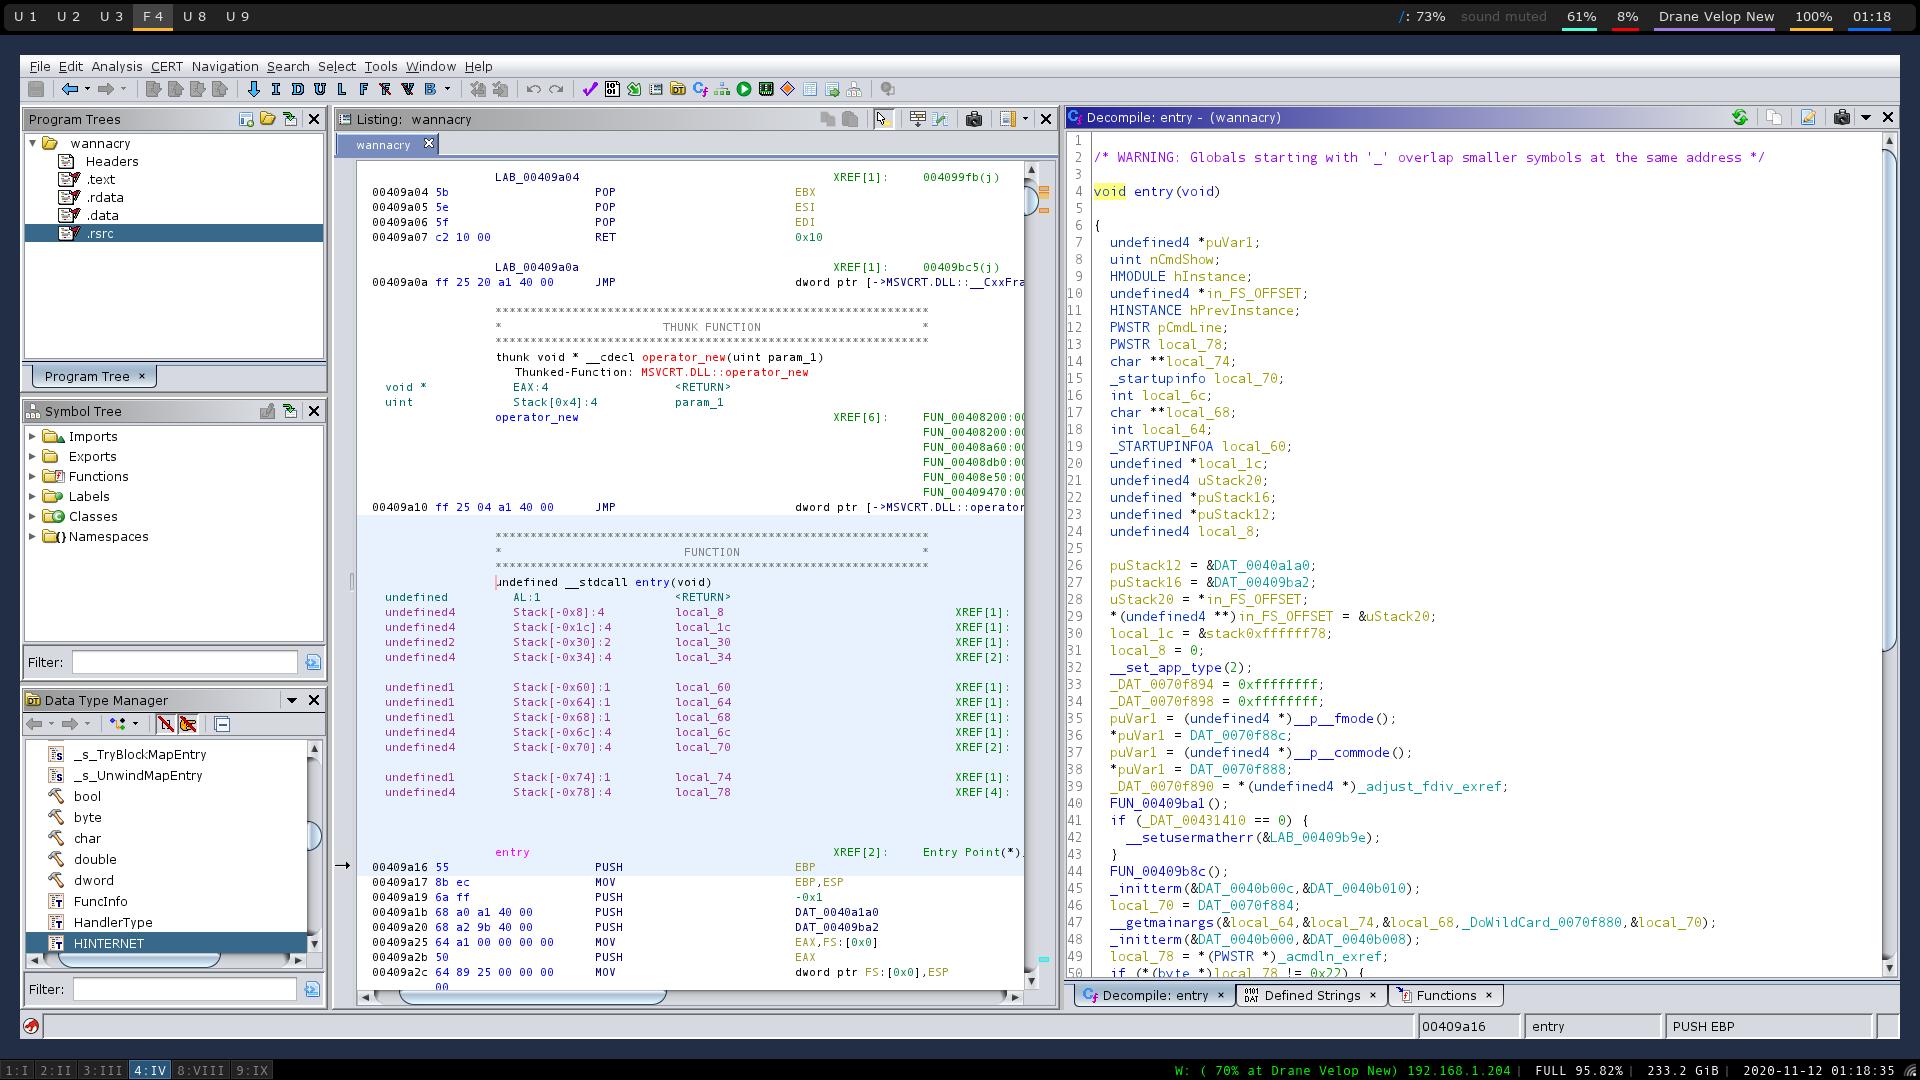 U 1 U 2 U 3 F 4 U 8 U 9
/: 73% sound muted 61% 8% Drane Velop New 100% 01:18
File Edit Analysis CERT Navigation Search Select Tools Window Help
I D U L F B
Program Trees
wannacry
Headers
.text
.rdata
.data
.rsrc
Program Tree ×
Symbol Tree
Imports
Exports
Functions
Labels
Classes
Namespaces
Filter:
Data Type Manager
_s_TryBlockMapEntry
_s_UnwindMapEntry
bool
byte
char
double
dword
FuncInfo
HandlerType
HINTERNET
Filter:
Listing: wannacry
wannacry
LAB_00409a04 XREF[1]: 004099fb(j)
00409a04 5b POP EBX
00409a05 5e POP ESI
00409a06 5f POP EDI
00409a07 c2 10 00 RET 0x10
LAB_00409a0a XREF[1]: 00409bc5(j)
00409a0a ff 25 20 a1 40 00 JMP dword ptr [->MSVCRT.DLL::__CxxFra
**************************************************************
* THUNK FUNCTION *
**************************************************************
thunk void * __cdecl operator_new(uint param_1)
Thunked-Function: MSVCRT.DLL::operator_new
void * EAX:4 <RETURN>
uint Stack[0x4]:4 param_1
operator_new XREF[6]: FUN_00408200:00
FUN_00408200:00
FUN_00408a60:00
FUN_00408db0:00
FUN_00408e50:00
FUN_00409470:00
00409a10 ff 25 04 a1 40 00 JMP dword ptr [->MSVCRT.DLL::operator
**************************************************************
* FUNCTION *
**************************************************************
undefined __stdcall entry(void)
undefined AL:1 <RETURN>
undefined4 Stack[-0x8]:4 local_8 XREF[1]:
undefined4 Stack[-0x1c]:4 local_1c XREF[1]:
undefined2 Stack[-0x30]:2 local_30 XREF[1]:
undefined4 Stack[-0x34]:4 local_34 XREF[2]:
undefined1 Stack[-0x60]:1 local_60 XREF[1]:
undefined1 Stack[-0x64]:1 local_64 XREF[1]:
undefined1 Stack[-0x68]:1 local_68 XREF[1]:
undefined4 Stack[-0x6c]:4 local_6c XREF[1]:
undefined4 Stack[-0x70]:4 local_70 XREF[2]:
undefined1 Stack[-0x74]:1 local_74 XREF[1]:
undefined4 Stack[-0x78]:4 local_78 XREF[4]:
entry XREF[2]: Entry Point(*)
00409a16 55 PUSH EBP
00409a17 8b ec MOV EBP,ESP
00409a19 6a ff PUSH -0x1
00409a1b 68 a0 a1 40 00 PUSH DAT_0040a1a0
00409a20 68 a2 9b 40 00 PUSH DAT_00409ba2
00409a25 64 a1 00 00 00 00 MOV EAX,FS:[0x0]
00409a2b 50 PUSH EAX
00409a2c 64 89 25 00 00 00 MOV dword ptr FS:[0x0],ESP
00
Decompile: entry - (wannacry)
1
2 /* WARNING: Globals starting with '_' overlap smaller symbols at the same address */
3
4 void entry(void)
5
6 {
7 undefined4 *puVar1;
8 uint nCmdShow;
9 HMODULE hInstance;
10 undefined4 *in_FS_OFFSET;
11 HINSTANCE hPrevInstance;
12 PWSTR pCmdLine;
13 PWSTR local_78;
14 char **local_74;
15 _startupinfo local_70;
16 int local_6c;
17 char **local_68;
18 int local_64;
19 _STARTUPINFOA local_60;
20 undefined *local_1c;
21 undefined4 uStack20;
22 undefined *puStack16;
23 undefined *puStack12;
24 undefined4 local_8;
25
26 puStack12 = &DAT_0040a1a0;
27 puStack16 = &DAT_00409ba2;
28 uStack20 = *in_FS_OFFSET;
29 *(undefined4 **)in_FS_OFFSET = &uStack20;
30 local_1c = &stack0xffffff78;
31 local_8 = 0;
32 __set_app_type(2);
33 _DAT_0070f894 = 0xffffffff;
34 _DAT_0070f898 = 0xffffffff;
35 puVar1 = (undefined4 *)__p__fmode();
36 *puVar1 = DAT_0070f88c;
37 puVar1 = (undefined4 *)__p__commode();
38 *puVar1 = DAT_0070f888;
39 _DAT_0070f890 = *(undefined4 *)_adjust_fdiv_exref;
40 FUN_00409ba1();
41 if (_DAT_00431410 == 0) {
42 __setusermatherr(&LAB_00409b9e);
43 }
44 FUN_00409b8c();
45 _initterm(&DAT_0040b00c,&DAT_0040b010);
46 local_70 = DAT_0070f884;
47 __getmainargs(&local_64,&local_74,&local_68,_DoWildCard_0070f880,&local_70);
48 _initterm(&DAT_0040b000,&DAT_0040b008);
49 local_78 = *(PWSTR *)_acmdln_exref;
50 if (*(byte *)local_78 != 0x22) {
Decompile: entry × Defined Strings × Functions ×
00409a16 entry PUSH EBP
1:I 2:II 3:III 4:IV 8:VIII 9:IX
W: ( 70% at Drane Velop New) 192.168.1.204 | FULL 95.82% | 233.2 GiB | 2020-11-12 01:18:35